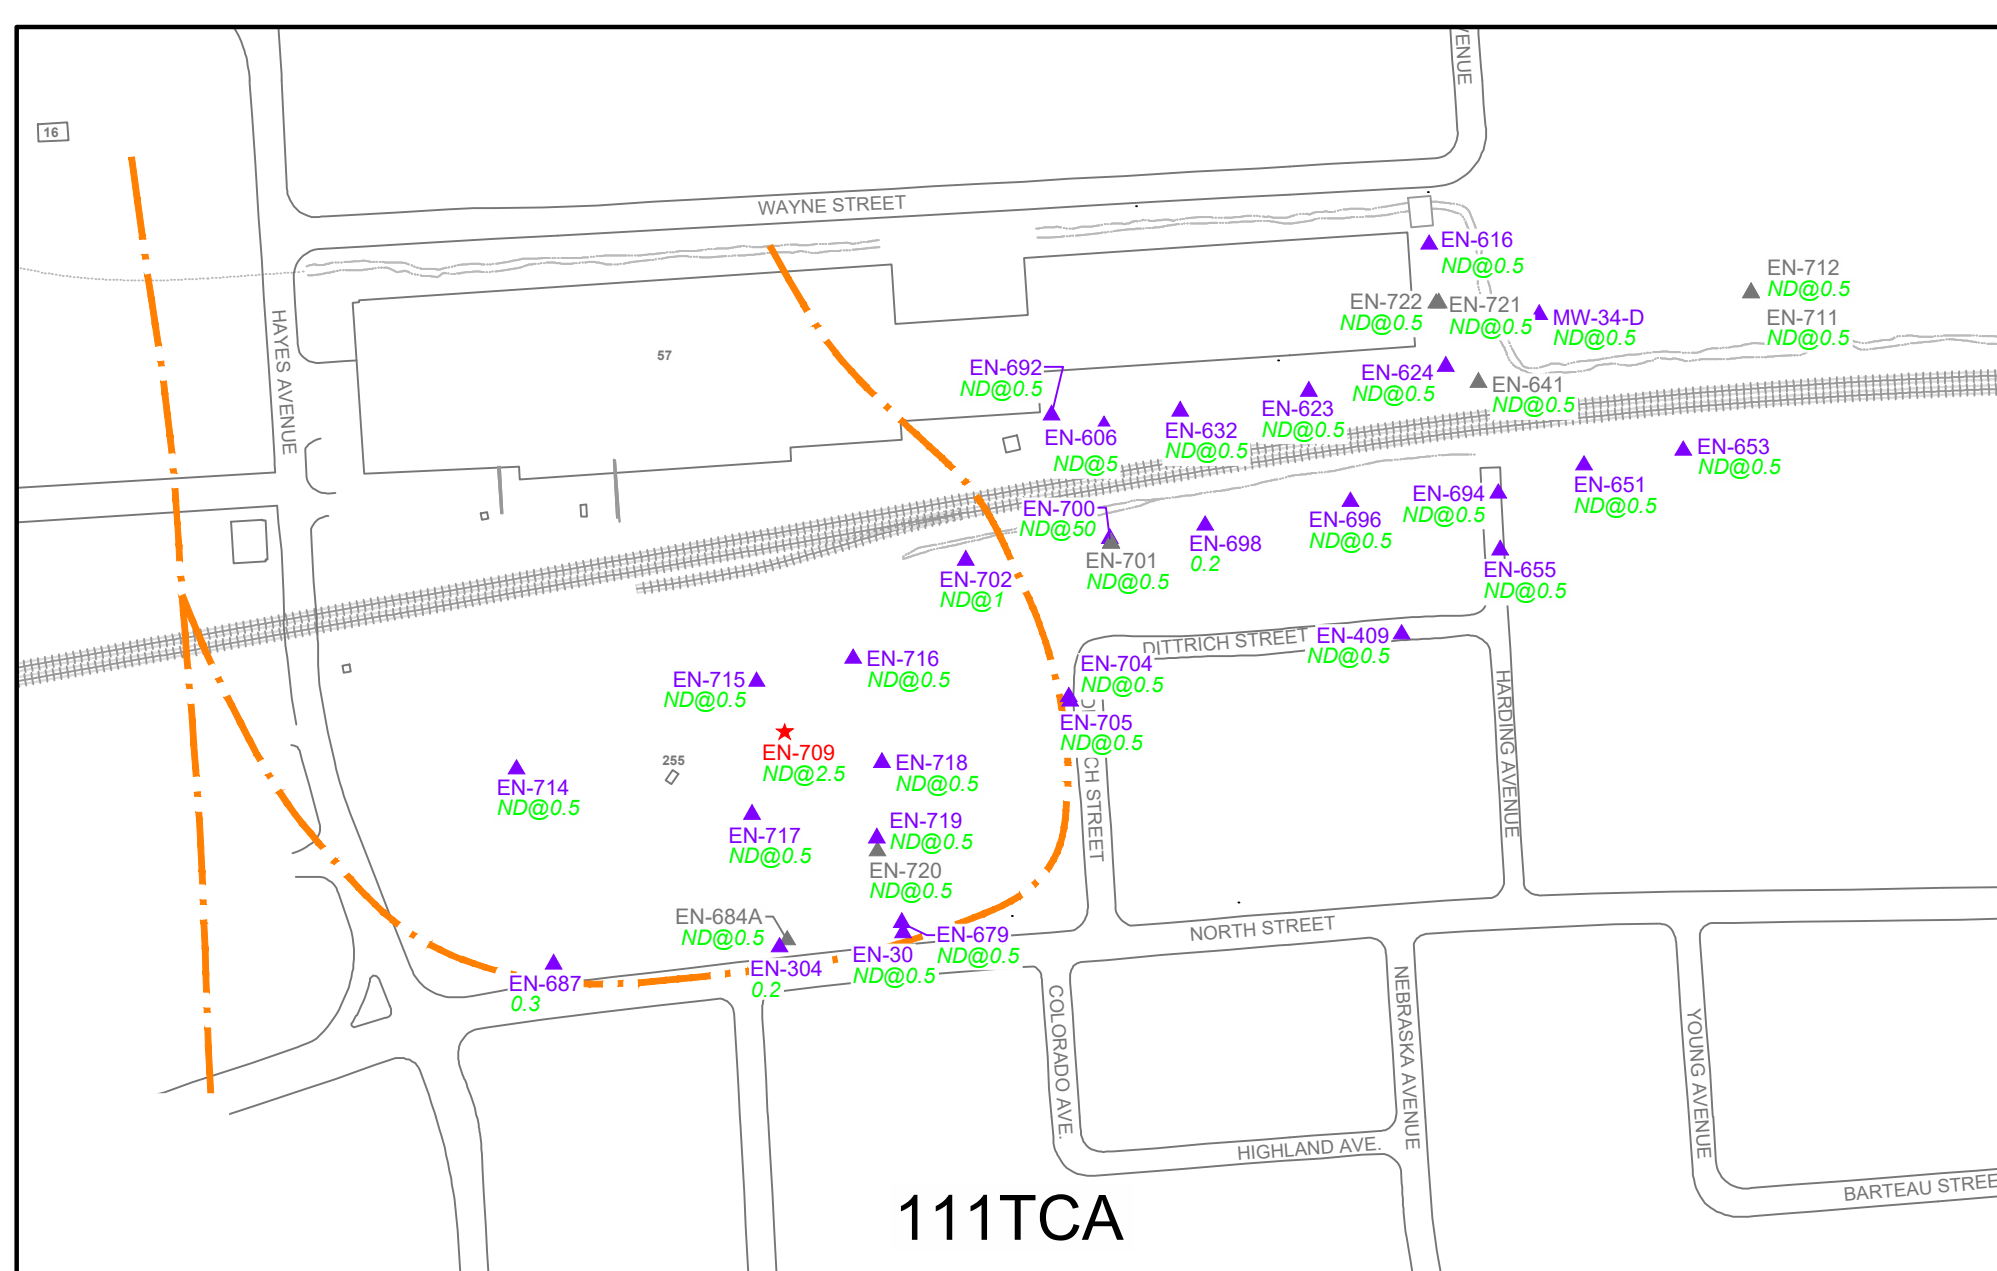 VENUE
16
WAYNE STREET
EN-616
ND@0.5
EN-712
ND@0.5
EN-722
ND@0.5
EN-721
ND@0.5
MW-34-D
ND@0.5
EN-711
ND@0.5
HAYES AVENUE
57
EN-692
ND@0.5
EN-624
ND@0.5
EN-641
ND@0.5
EN-623
ND@0.5
EN-606
ND@5
EN-632
ND@0.5
EN-653
ND@0.5
EN-651
ND@0.5
EN-694
ND@0.5
EN-700
ND@50
EN-696
ND@0.5
EN-698
0.2
EN-701
ND@0.5
EN-702
ND@1
EN-655
ND@0.5
DITTRICH STREET
EN-409
ND@0.5
EN-716
ND@0.5
EN-704
ND@0.5
EN-715
ND@0.5
HARDING AVENUE
EN-705
ND@0.5
DI
CH STREET
EN-709
ND@2.5
255
EN-718
ND@0.5
EN-714
ND@0.5
EN-717
ND@0.5
EN-719
ND@0.5
EN-720
ND@0.5
EN-684A
ND@0.5
EN-679
ND@0.5
NORTH STREET
EN-30
ND@0.5
EN-304
0.2
EN-687
0.3
COLORADO AVE.
NEBRASKA AVENUE
YOUNG AVENUE
HIGHLAND AVE.
BARTEAU STREE
111TCA